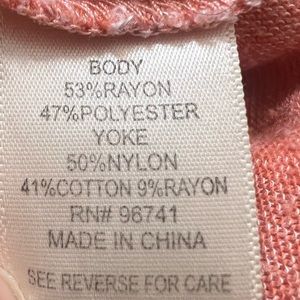 BODY
53%RAYON
47%POLYESTER
YOKE
50%NYLON
41%COTTON 9%RAYON
RN# 96741
MADE IN CHINA
SEE REVERSE FOR CARE